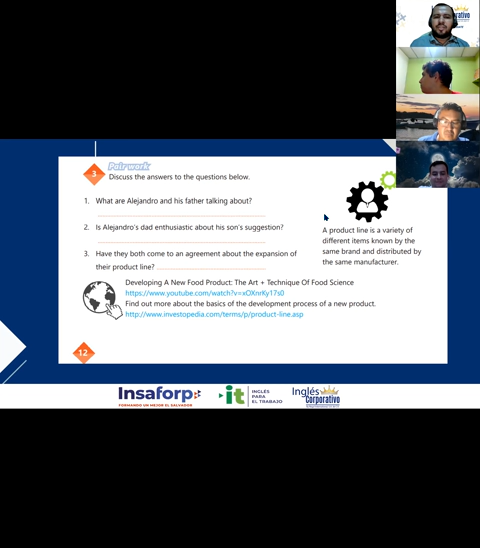 3
Pair work
Discuss the answers to the questions below.
1. What are Alejandro and his father talking about?
2. Is Alejandro's dad enthusiastic about his son's suggestion?
3. Have they both come to an agreement about the expansion of
their product line?
A product line is a variety of
different items known by the
same brand and distributed by
the same manufacturer.
Developing A New Food Product: The Art + Technique Of Food Science
https://www.youtube.com/watch?v=xOXnrKy17s0
Find out more about the basics of the development process of a new product.
http://www.investopedia.com/terms/p/product-line.asp
12
Insaforp
FORMANDO UN MEJOR EL SALVADOR
it
INGLÉS
PARA
EL TRABAJO
Inglés
Corporativo